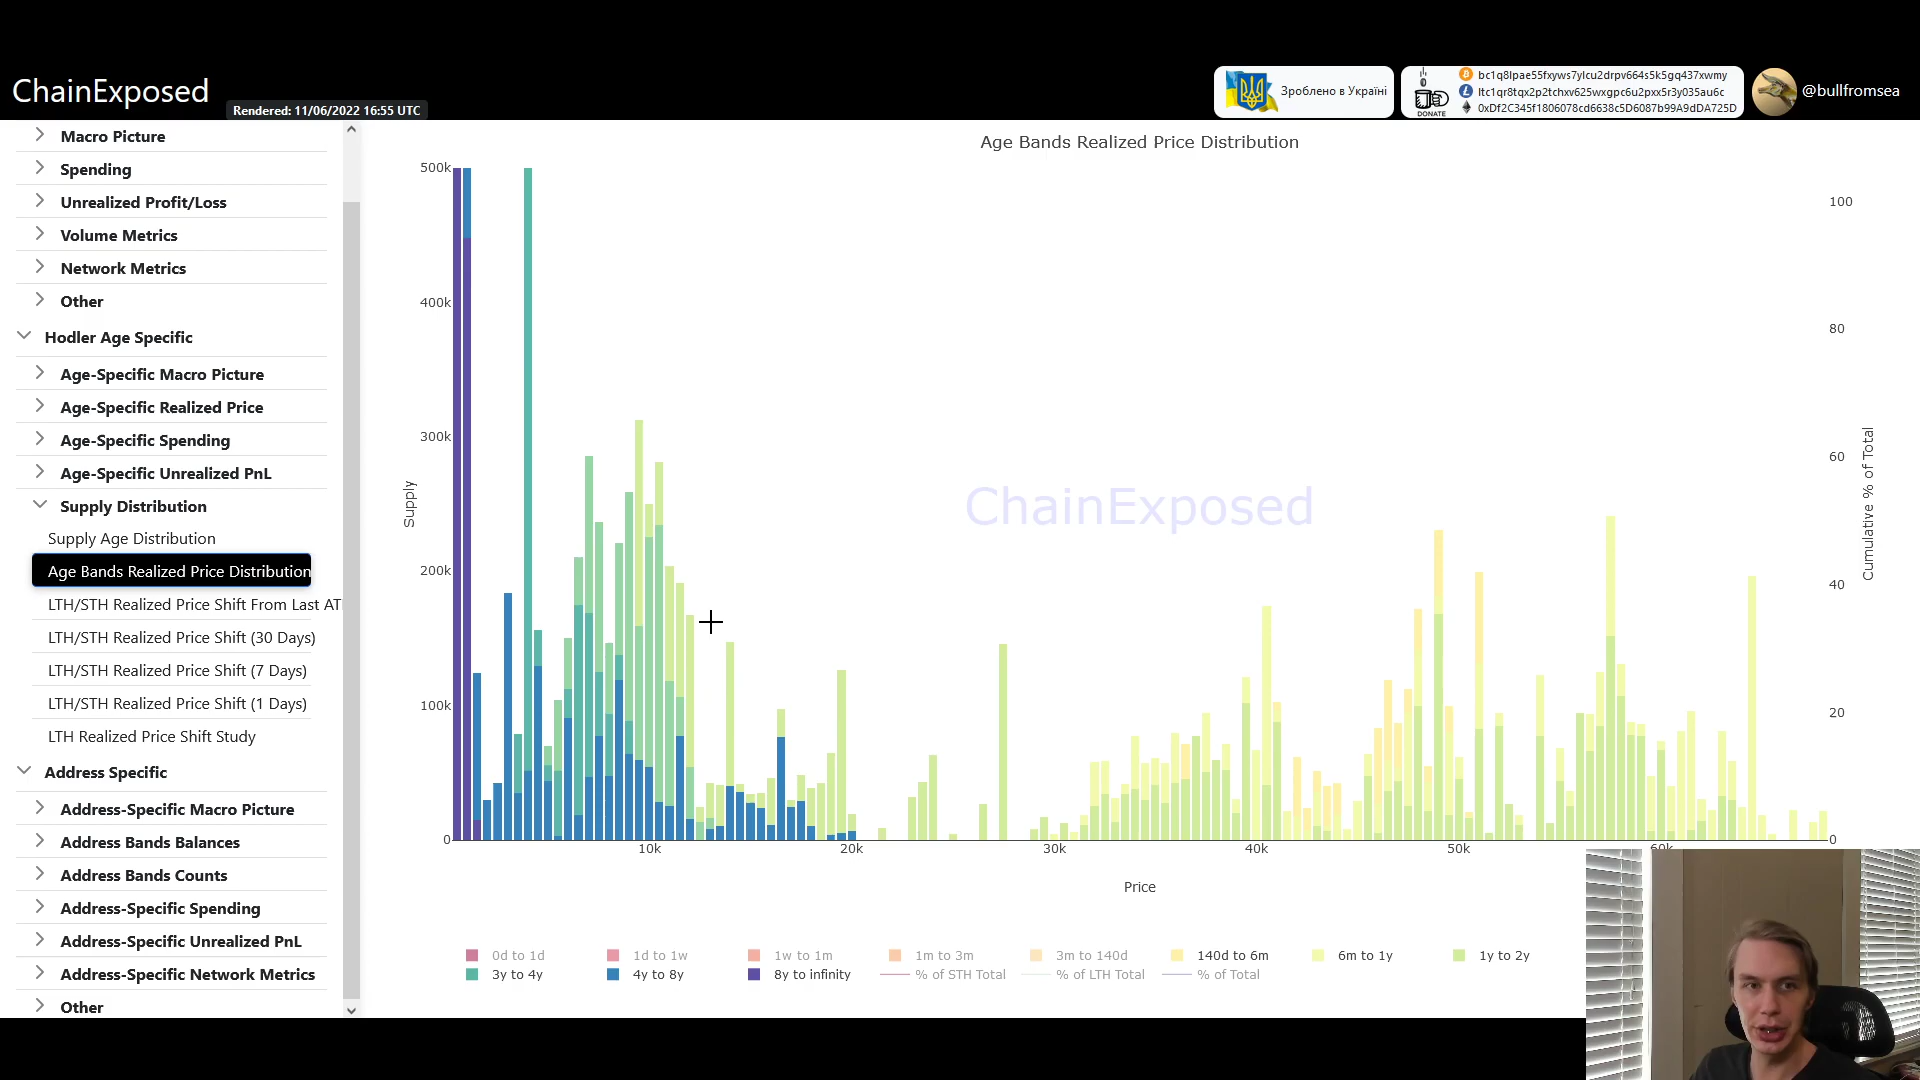 ChainExposed
Rendered: 11/06/2022 16:55 UTC
Зроблено в Україні
DONATE
bc1q8lpae55fxyws7ylcu2drpv664s5k5gq437xwmy
ltc1qr8tqx2p2tchxv625wxgpc6u2pxx5r3y035au6c
0xDf2C345f1806078cd6638c5D6087b99A9dDA725D
@bullfromsea
Macro Picture
Spending
Unrealized Profit/Loss
Volume Metrics
Network Metrics
Other
Hodler Age Specific
Age-Specific Macro Picture
Age-Specific Realized Price
Age-Specific Spending
Age-Specific Unrealized PnL
Supply Distribution
Supply Age Distribution
Age Bands Realized Price Distribution
LTH/STH Realized Price Shift From Last AT
LTH/STH Realized Price Shift (30 Days)
LTH/STH Realized Price Shift (7 Days)
LTH/STH Realized Price Shift (1 Days)
LTH Realized Price Shift Study
Address Specific
Address-Specific Macro Picture
Address Bands Balances
Address Bands Counts
Address-Specific Spending
Address-Specific Unrealized PnL
Address-Specific Network Metrics
Other
Age Bands Realized Price Distribution
500k
400k
300k
200k
100k
0
Supply
ChainExposed
100
80
60
40
20
0
Cumulative % of Total
10k 20k 30k 40k 50k 60k
Price
0d to 1d 1d to 1w 1w to 1m 1m to 3m 3m to 140d 140d to 6m 6m to 1y 1y to 2y
3y to 4y 4y to 8y 8y to infinity % of STH Total % of LTH Total % of Total